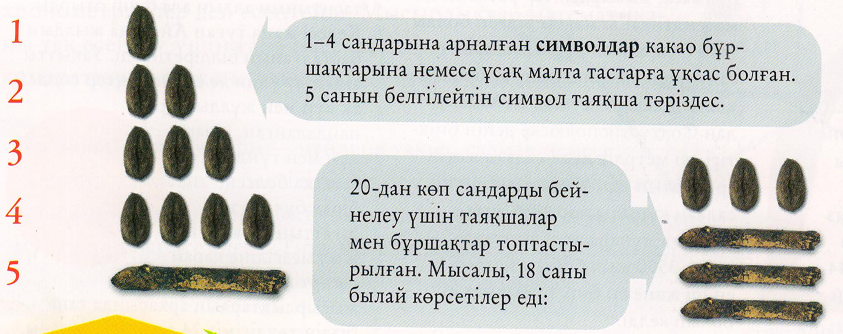 1
1–4 сандарына арналған символдар какао бұр-
шақтарына немесе ұсақ малта тастарға ұқсас болған.
5 санын белгілейтін символ таяқша тәріздес.
2
3
4
5
20-дан көп сандарды бей-
нелеу үшін таяқшалар
мен бұршақтар топтасты-
рылған. Мысалы, 18 саны
былай көрсетілер еді: